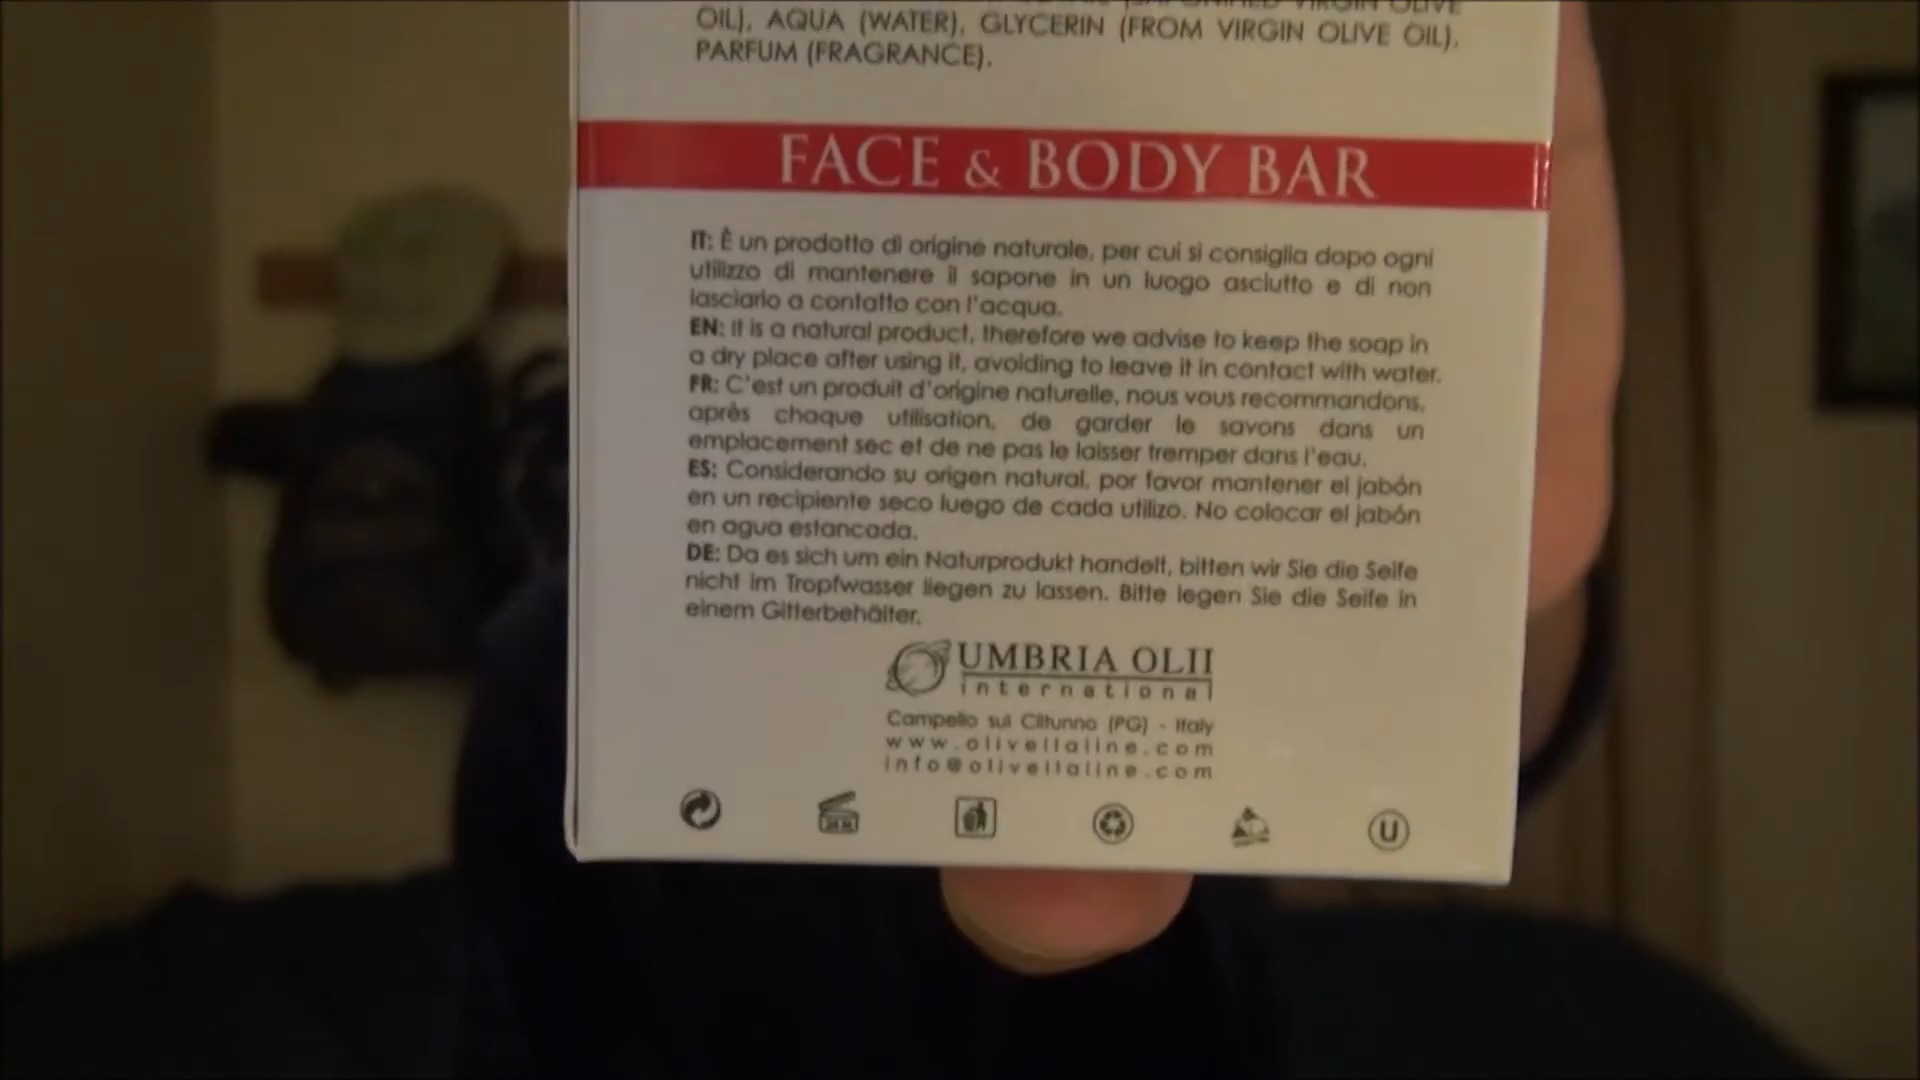 OIL), AQUA (WATER), GLYCERIN (FROM VIRGIN OLIVE OIL),
PARFUM (FRAGRANCE).
FACE & BODY BAR
IT: È un prodotto di origine naturale, per cui si consiglia dopo ogni
utilizzo di mantenere il sapone in un luogo asciutto e di non
lasciarlo a contatto con l'acqua.
EN: It is a natural product, therefore we advise to keep the soap in
a dry place after using it, avoiding to leave it in contact with water.
FR: C'est un produit d'origine naturelle, nous vous recommandons,
après chaque utilisation, de garder le savons dans un
emplacement sec et de ne pas le laisser tremper dans l'eau.
ES: Considerando su origen natural, por favor mantener el jabón
en un recipiente seco luego de cada utilizo. No colocar el jabón
en agua estancada.
DE: Da es sich um ein Naturprodukt handelt, bitten wir Sie die Seife
nicht im Tropfwasser liegen zu lassen. Bitte legen Sie die Seife in
einem Gitterbehälter.
UMBRIA OLII
international
Campello sul Clitunno (PG) - Italy
www.olivellaline.com
info@olivellaline.com
U